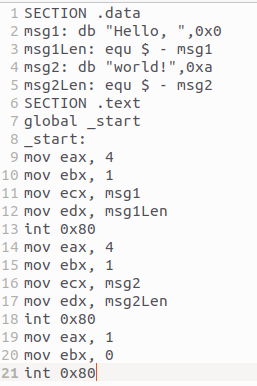 1 SECTION .data
2 msg1: db "Hello, ",0x0
3 msg1Len: equ $ - msg1
4 msg2: db "world!",0xa
5 msg2Len: equ $ - msg2
6 SECTION .text
7 global _start
8 _start:
9 mov eax, 4
10 mov ebx, 1
11 mov ecx, msg1
12 mov edx, msg1Len
13 int 0x80
14 mov eax, 4
15 mov ebx, 1
16 mov ecx, msg2
17 mov edx, msg2Len
18 int 0x80
19 mov eax, 1
20 mov ebx, 0
21 int 0x80